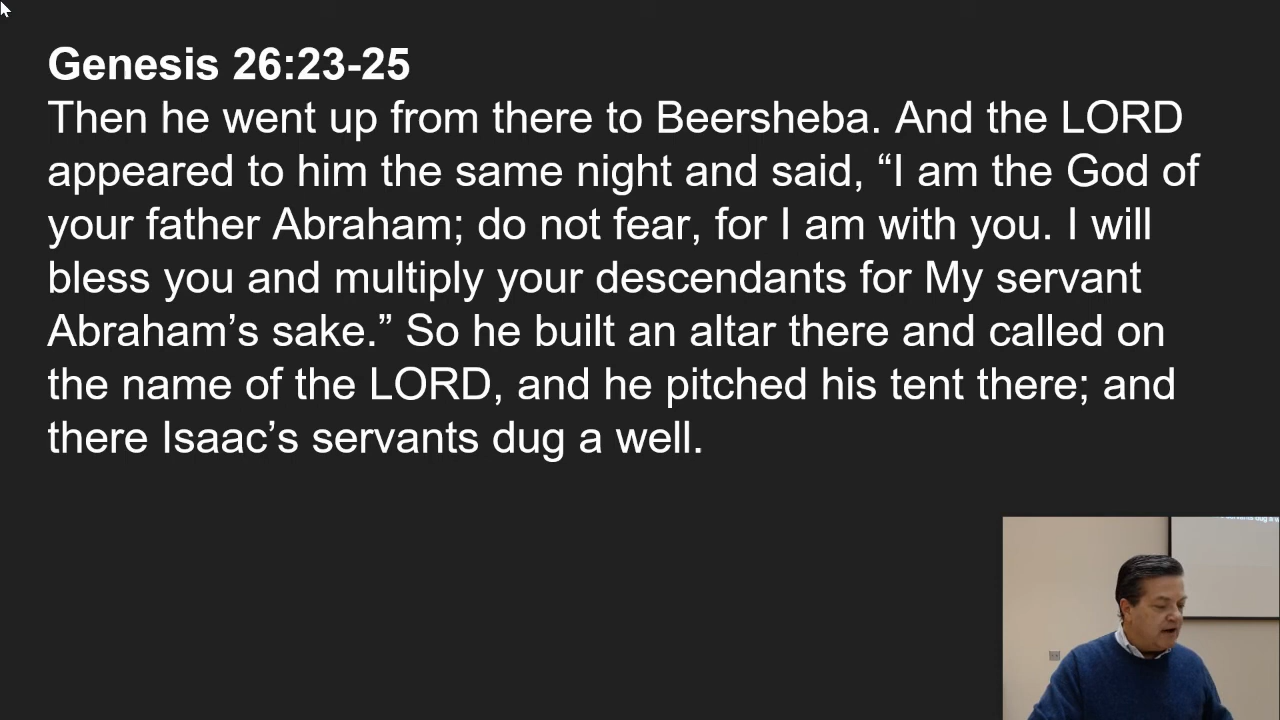 Genesis 26:23-25
Then he went up from there to Beersheba. And the LORD
appeared to him the same night and said, “I am the God of
your father Abraham; do not fear, for I am with you. I will
bless you and multiply your descendants for My servant
Abraham’s sake.” So he built an altar there and called on
the name of the LORD, and he pitched his tent there; and
there Isaac’s servants dug a well.